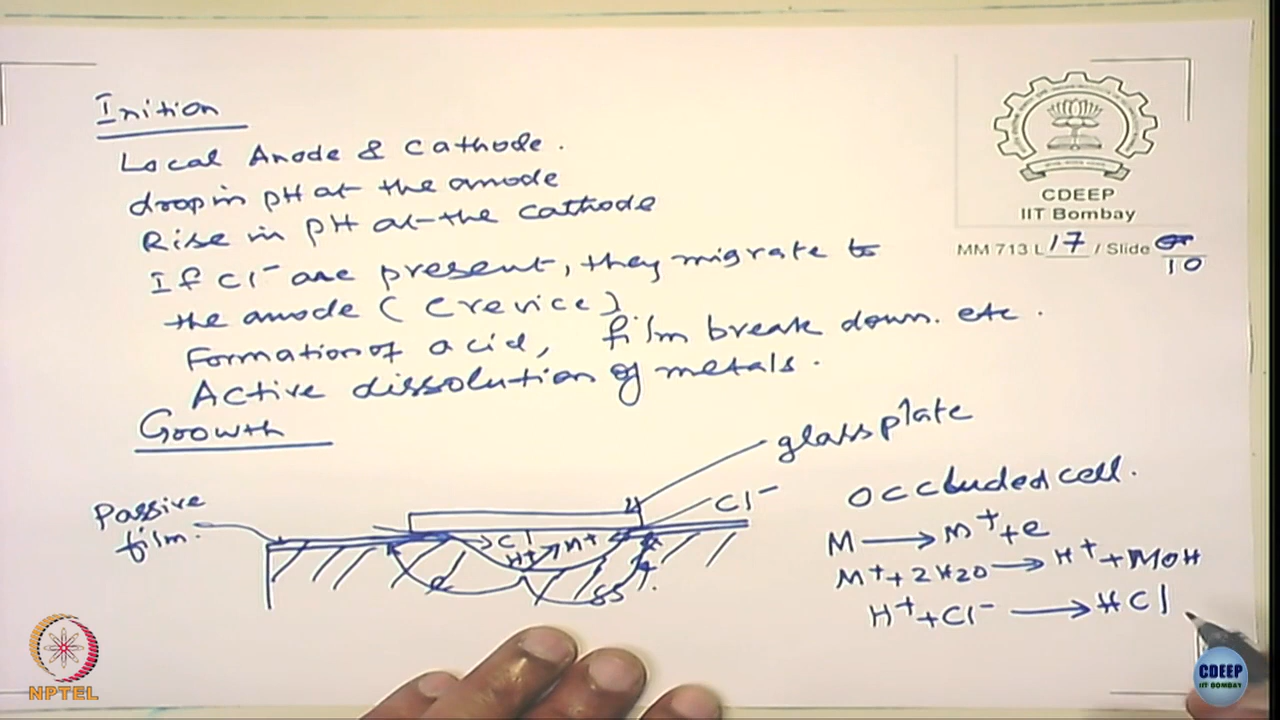 Inition
Local Anode & cathode.
drop in pH at the anode
Rise in pH at the cathode
If Cl⁻ are present, they migrate to
the anode (Crevice)
Formation of acid, film break down. etc.
Active dissolution of metals.
Growth
glass plate
Passive
film.
Cl⁻
Cl
H⁺
M⁺
e
SS
Occluded cell.
M → M⁺ + e
M⁺ + 2H2O → H⁺ + MOH
H⁺ + Cl⁻ → HCl
CDEEP
IIT Bombay
MM 713 L 17 / Slide 10
NPTEL
CDEEP
IIT BOMBAY